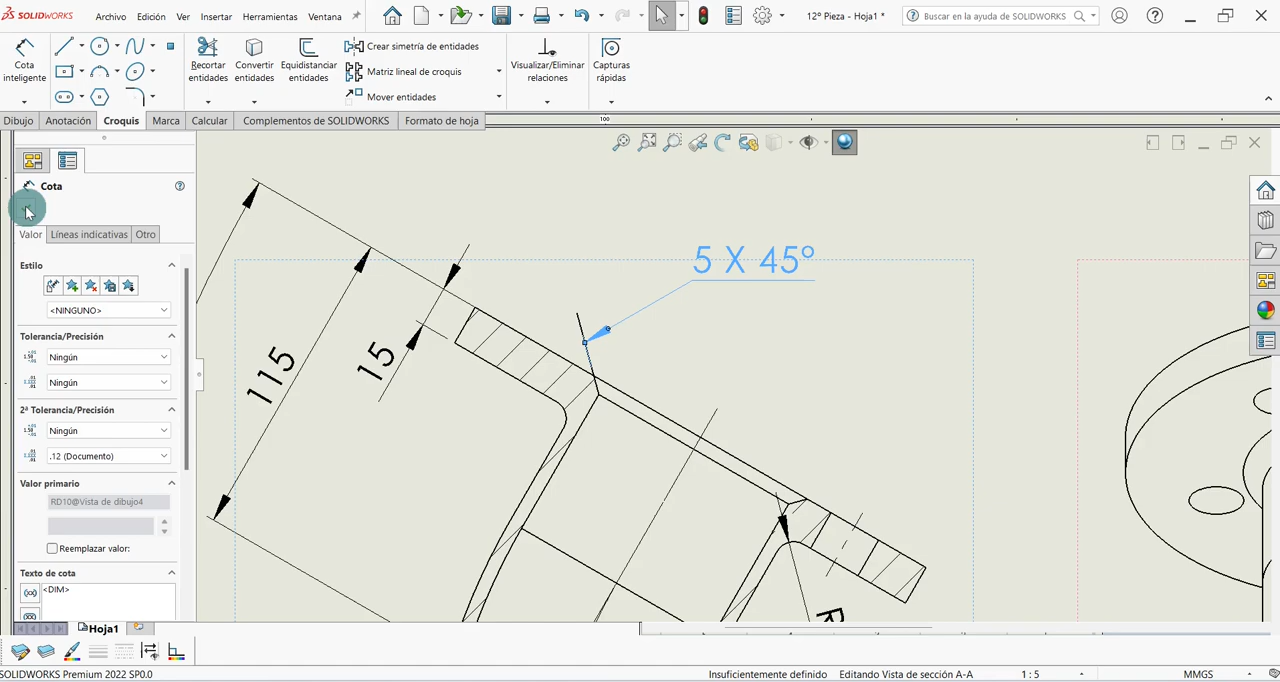 SOLIDWORKS
Archivo
Edición
Ver
Insertar
Herramientas
Ventana
12º Pieza - Hoja1 *
Buscar en la ayuda de SOLIDWORKS
Cota inteligente
Recortar entidades
Convertir entidades
Equidistanciar entidades
Crear simetría de entidades
Matriz lineal de croquis
Mover entidades
Visualizar/Eliminar relaciones
Capturas rápidas
Dibujo
Anotación
Croquis
Marca
Calcular
Complementos de SOLIDWORKS
Formato de hoja
100
Cota
Valor
Líneas indicativas
Otro
Estilo
<NINGUNO>
Tolerancia/Precisión
Ningún
Ningún
2ª Tolerancia/Precisión
Ningún
.12 (Documento)
Valor primario
RD10@Vista de dibujo4
Reemplazar valor:
Texto de cota
<DIM>
5 X 45º
115
15
R
Hoja1
SOLIDWORKS Premium 2022 SP0.0
Insuficientemente definido
Editando Vista de sección A-A
1 : 5
MMGS